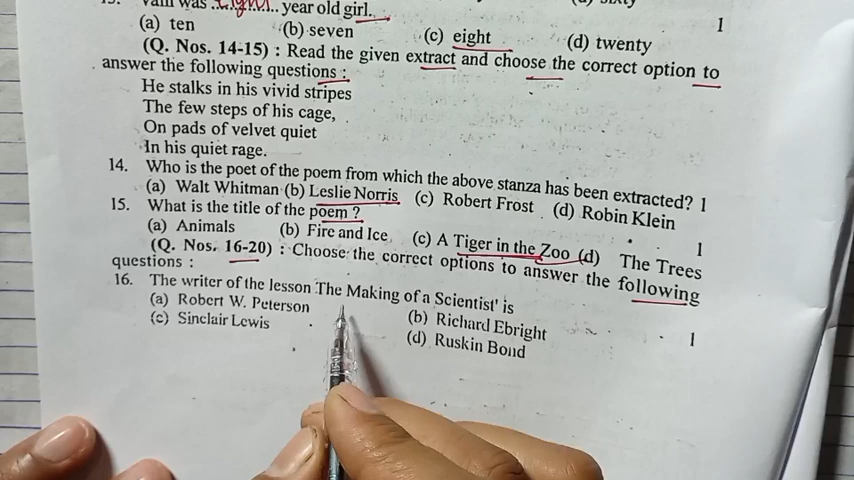 Valli was ..eight.. year old girl.
1
(a) ten (b) seven (c) eight (d) twenty
(Q. Nos. 14-15) : Read the given extract and choose the correct option to
answer the following questions :
He stalks in his vivid stripes
The few steps of his cage,
On pads of velvet quiet
In his quiet rage.
14. Who is the poet of the poem from which the above stanza has been extracted? 1
(a) Walt Whitman (b) Leslie Norris (c) Robert Frost (d) Robin Klein
15. What is the title of the poem ? 1
(a) Animals (b) Fire and Ice (c) A Tiger in the Zoo (d) The Trees
(Q. Nos. 16-20) : Choose the correct options to answer the following
questions :
16. The writer of the lesson The Making of a Scientist' is 1
(a) Robert W. Peterson (b) Richard Ebright
(c) Sinclair Lewis (d) Ruskin Bond